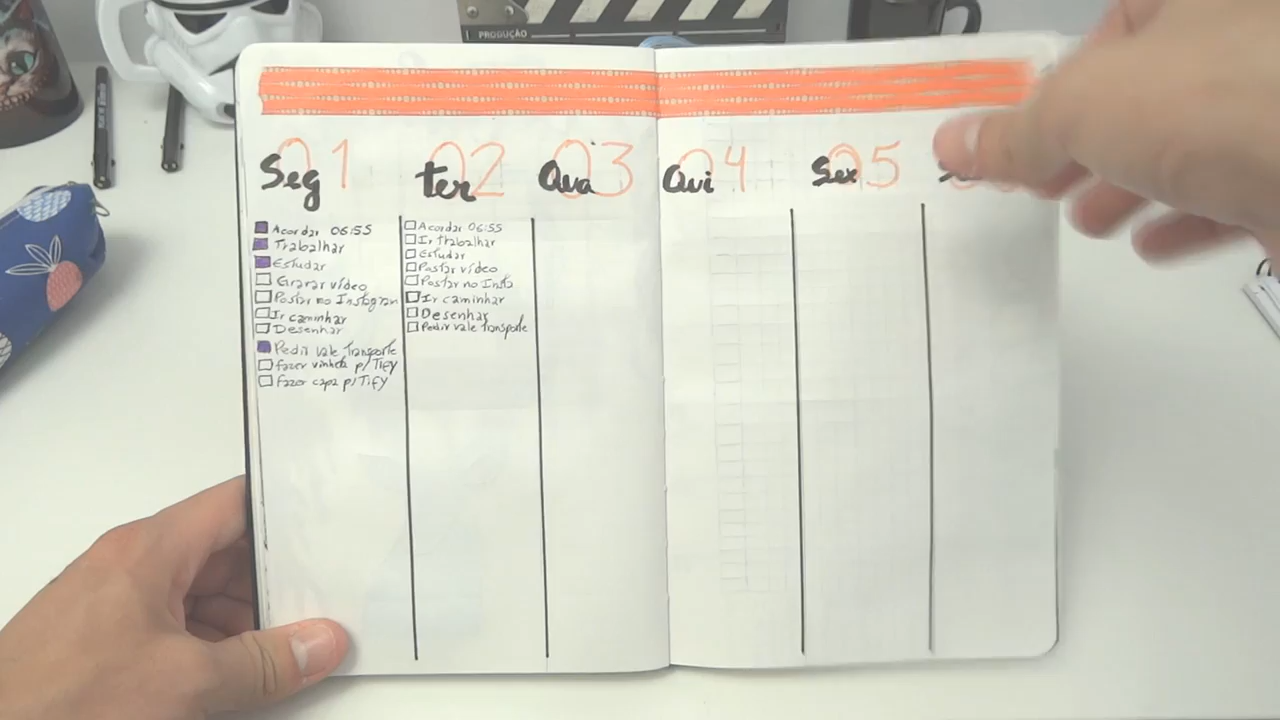 PRODUÇÃO
01 02 03 04 05
Seg ter Qua Qui Sex
Acordar 06:55
Trabalhar
Estudar
Gravar vídeo
Postar no Instagram
Ir caminhar
Desenhar
Pedir vale transporte
fazer vinheta p/ TIFY
fazer capa p/ TIFY
Acordar 06:55
Ir trabalhar
Estudar
Postar vídeo
Postar no Insta
Ir caminhar
Desenhar
Pedir vale transporte